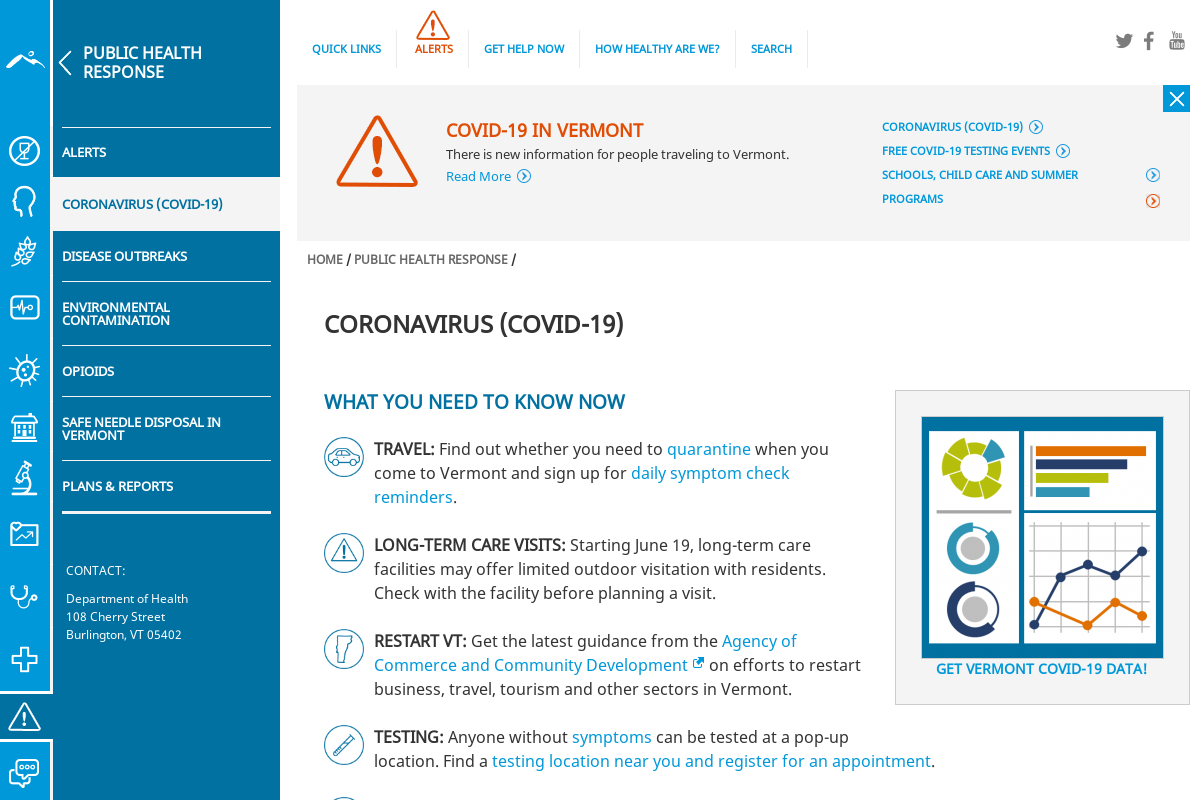 PUBLIC HEALTH
RESPONSE
ALERTS
CORONAVIRUS (COVID-19)
DISEASE OUTBREAKS
ENVIRONMENTAL
CONTAMINATION
OPIOIDS
SAFE NEEDLE DISPOSAL IN
VERMONT
PLANS & REPORTS
CONTACT:
Department of Health
108 Cherry Street
Burlington, VT 05402
QUICK LINKS
ALERTS
GET HELP NOW
HOW HEALTHY ARE WE?
SEARCH
You
Tube
COVID-19 IN VERMONT
There is new information for people traveling to Vermont.
Read More
CORONAVIRUS (COVID-19)
FREE COVID-19 TESTING EVENTS
SCHOOLS, CHILD CARE AND SUMMER
PROGRAMS
HOME / PUBLIC HEALTH RESPONSE /
CORONAVIRUS (COVID-19)
WHAT YOU NEED TO KNOW NOW
TRAVEL: Find out whether you need to quarantine when you
come to Vermont and sign up for daily symptom check
reminders.
LONG-TERM CARE VISITS: Starting June 19, long-term care
facilities may offer limited outdoor visitation with residents.
Check with the facility before planning a visit.
RESTART VT: Get the latest guidance from the Agency of
Commerce and Community Development on efforts to restart
business, travel, tourism and other sectors in Vermont.
TESTING: Anyone without symptoms can be tested at a pop-up
location. Find a testing location near you and register for an appointment.
GET VERMONT COVID-19 DATA!